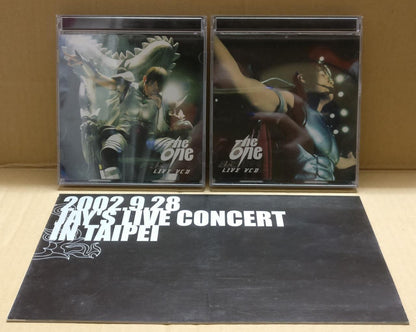 The
One
LIVE VCD
The
One
LIVE VCD
2002.9.28
JAY'S LIVE CONCERT
IN TAIPEI